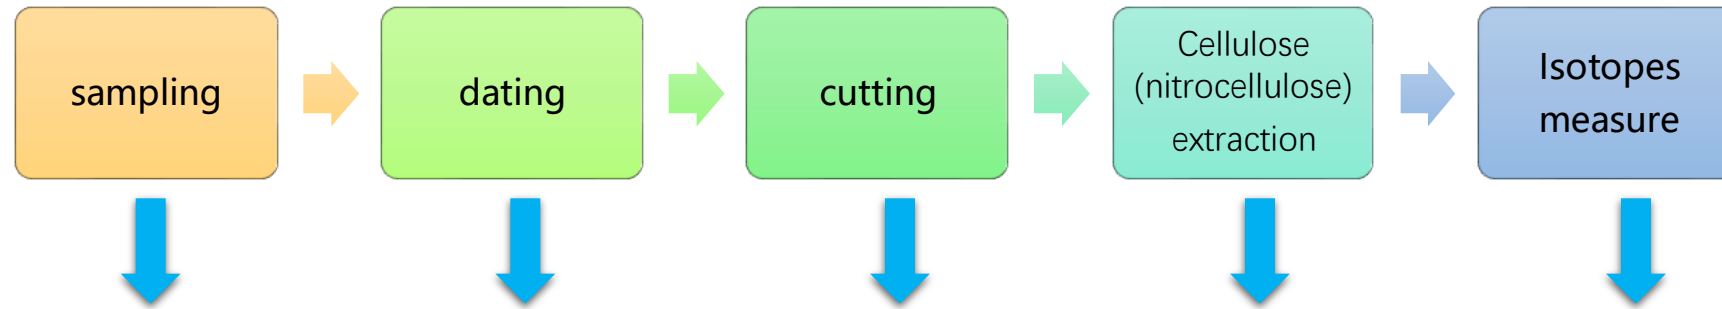 sampling
dating
cutting
Cellulose
(nitrocellulose)
extraction
Isotopes
measure